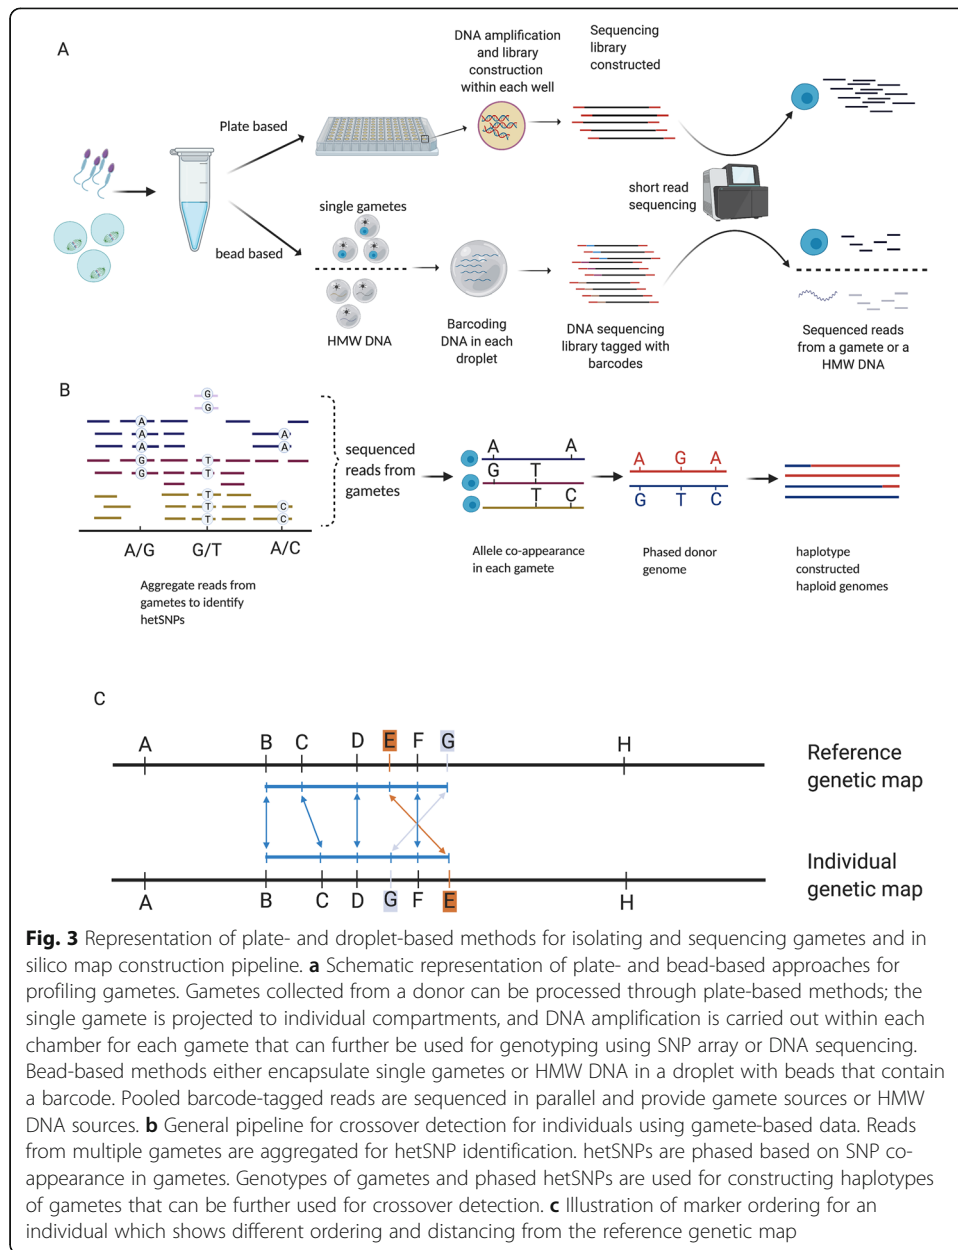 A
DNA amplification
and library
construction
within each well
Sequencing
library
constructed
Plate based
short read
sequencing
single gametes
bead based
HMW DNA
Barcoding
DNA in each
droplet
DNA sequencing
library tagged with
barcodes
Sequenced reads
from a gamete or a
HMW DNA
B
G
G
A
A
A
A
A
G
T
G
T
T
T
C
T
C
A/G
G/T
A/C
Aggregate reads from
gametes to identify
hetSNPs
sequenced
reads from
gametes
A
A
G
T
T
C
Allele co-appearance
in each gamete
A G A
G T C
Phased donor
genome
haplotype
constructed
haploid genomes
C
A B C D E F G H
Reference
genetic map
A B C D G F E H
Individual
genetic map
Fig. 3 Representation of plate- and droplet-based methods for isolating and sequencing gametes and in
silico map construction pipeline. a Schematic representation of plate- and bead-based approaches for
profiling gametes. Gametes collected from a donor can be processed through plate-based methods; the
single gamete is projected to individual compartments, and DNA amplification is carried out within each
chamber for each gamete that can further be used for genotyping using SNP array or DNA sequencing.
Bead-based methods either encapsulate single gametes or HMW DNA in a droplet with beads that contain
a barcode. Pooled barcode-tagged reads are sequenced in parallel and provide gamete sources or HMW
DNA sources. b General pipeline for crossover detection for individuals using gamete-based data. Reads
from multiple gametes are aggregated for hetSNP identification. hetSNPs are phased based on SNP co-
appearance in gametes. Genotypes of gametes and phased hetSNPs are used for constructing haplotypes
of gametes that can be further used for crossover detection. c Illustration of marker ordering for an
individual which shows different ordering and distancing from the reference genetic map